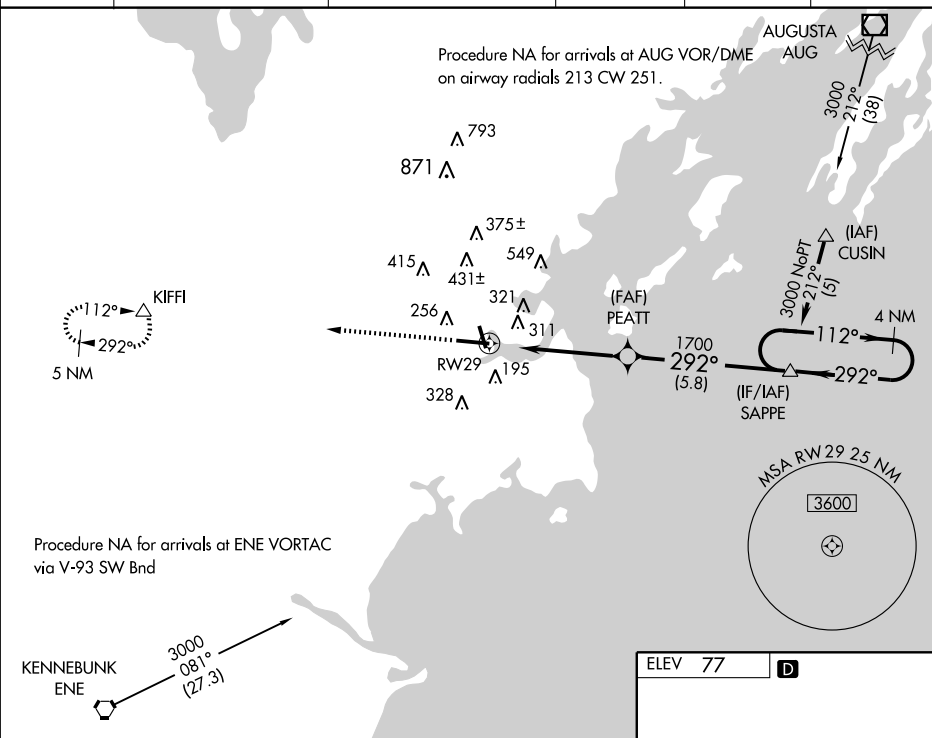 AUGUSTA
AUG
Procedure NA for arrivals at AUG VOR/DME
on airway radials 213 CW 251.
3000
212°
(38)
793
871
375±
415
431±
549
(IAF)
CUSIN
3000 NoPT
212°
(5)
321
311
256
(FAF)
PEATT
112°
KIFFI
292°
5 NM
4 NM
112°
1700
292°
(5.8)
292°
RW29
195
328
(IF/IAF)
SAPPE
MSA RW29 25 NM
3600
Procedure NA for arrivals at ENE VORTAC
via V-93 SW Bnd
3000
081°
(27.3)
KENNEBUNK
ENE
ELEV 77
D